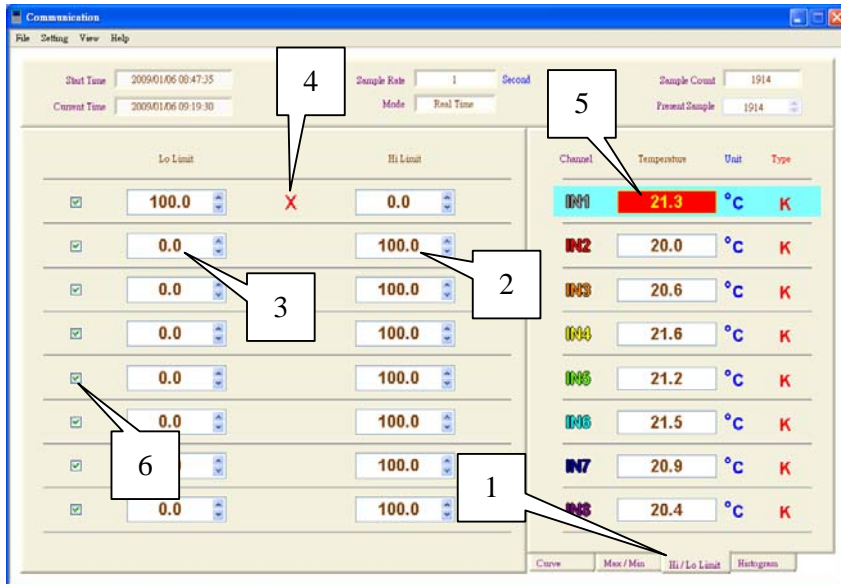 Communication
File Setting View Help
Start Time 2009/01/06 08:47:35 Sample Rate 1 Second Sample Count 1914
Current Time 2009/01/06 09:19:30 Mode Real Time Present Sample 1914
4
5
Lo Limit Hi Limit Channel Temperature Unit Type
100.0 X 0.0 IN1 21.3 °C K
0.0 100.0 IN2 20.0 °C K
3
2
0.0 100.0 IN3 20.6 °C K
0.0 100.0 IN4 21.6 °C K
0.0 100.0 IN5 21.2 °C K
0.0 100.0 IN6 21.5 °C K
6
1
100.0 IN7 20.9 °C K
0.0 100.0 IN8 20.4 °C K
Curve Max / Min Hi / Lo Limit Histogram